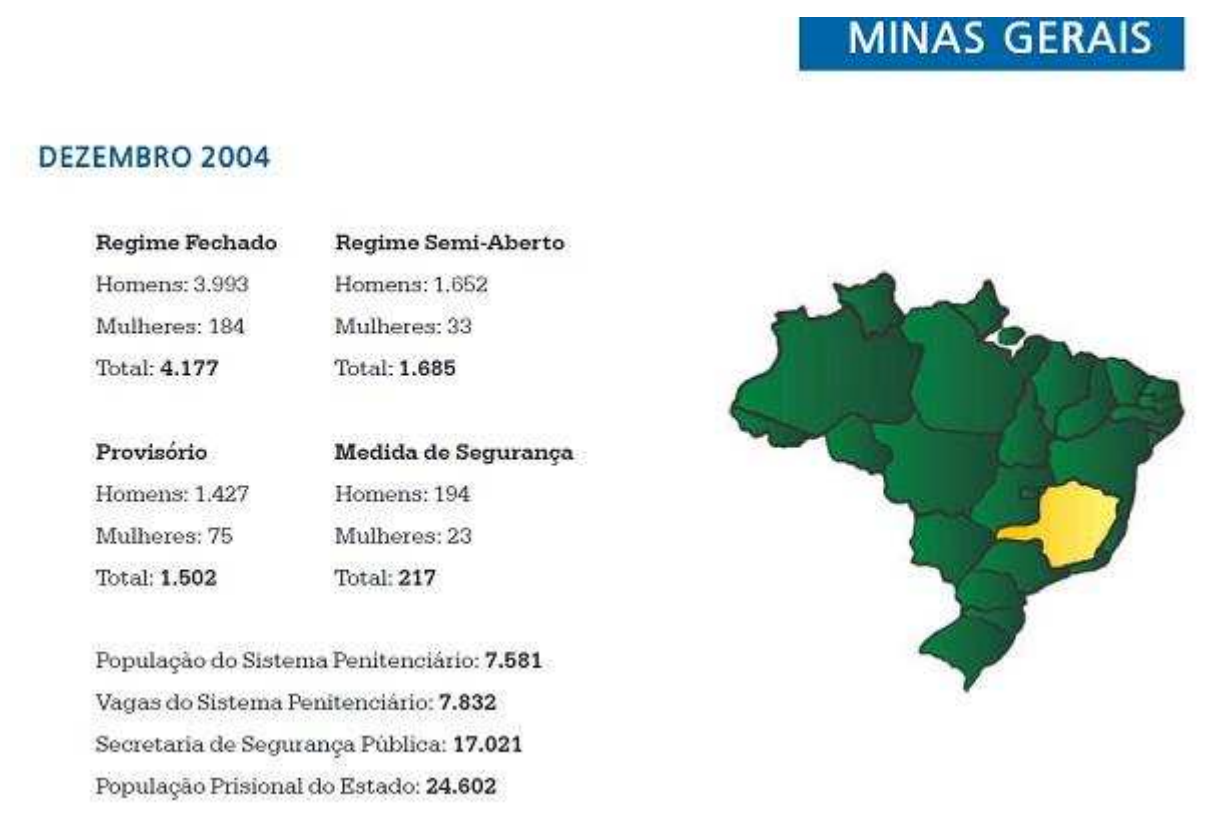 MINAS GERAIS
DEZEMBRO 2004
Regime Fechado
Homens: 3.993
Mulheres: 184
Total: 4.177
Regime Semi-Aberto
Homens: 1.652
Mulheres: 33
Total: 1.685
Provisório
Homens: 1.427
Mulheres: 75
Total: 1.502
Medida de Segurança
Homens: 194
Mulheres: 23
Total: 217
População do Sistema Penitenciário: 7.581
Vagas do Sistema Penitenciário: 7.832
Secretaria de Segurança Pública: 17.021
População Prisional do Estado: 24.602